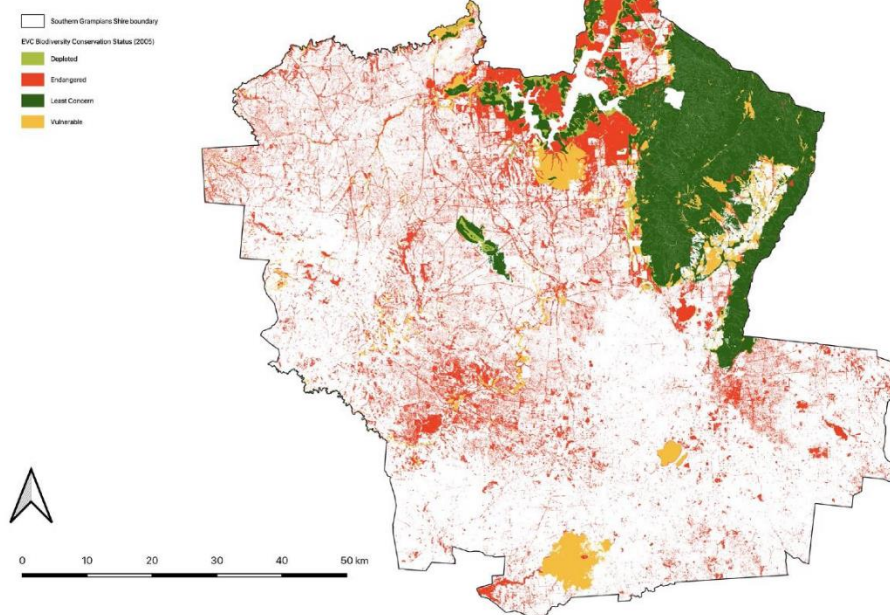 Southern Grampians Shire boundary
EVC Biodiversity Conservation Status (2005)
Depleted
Endangered
Least Concern
Vulnerable
0 10 20 30 40 50 km